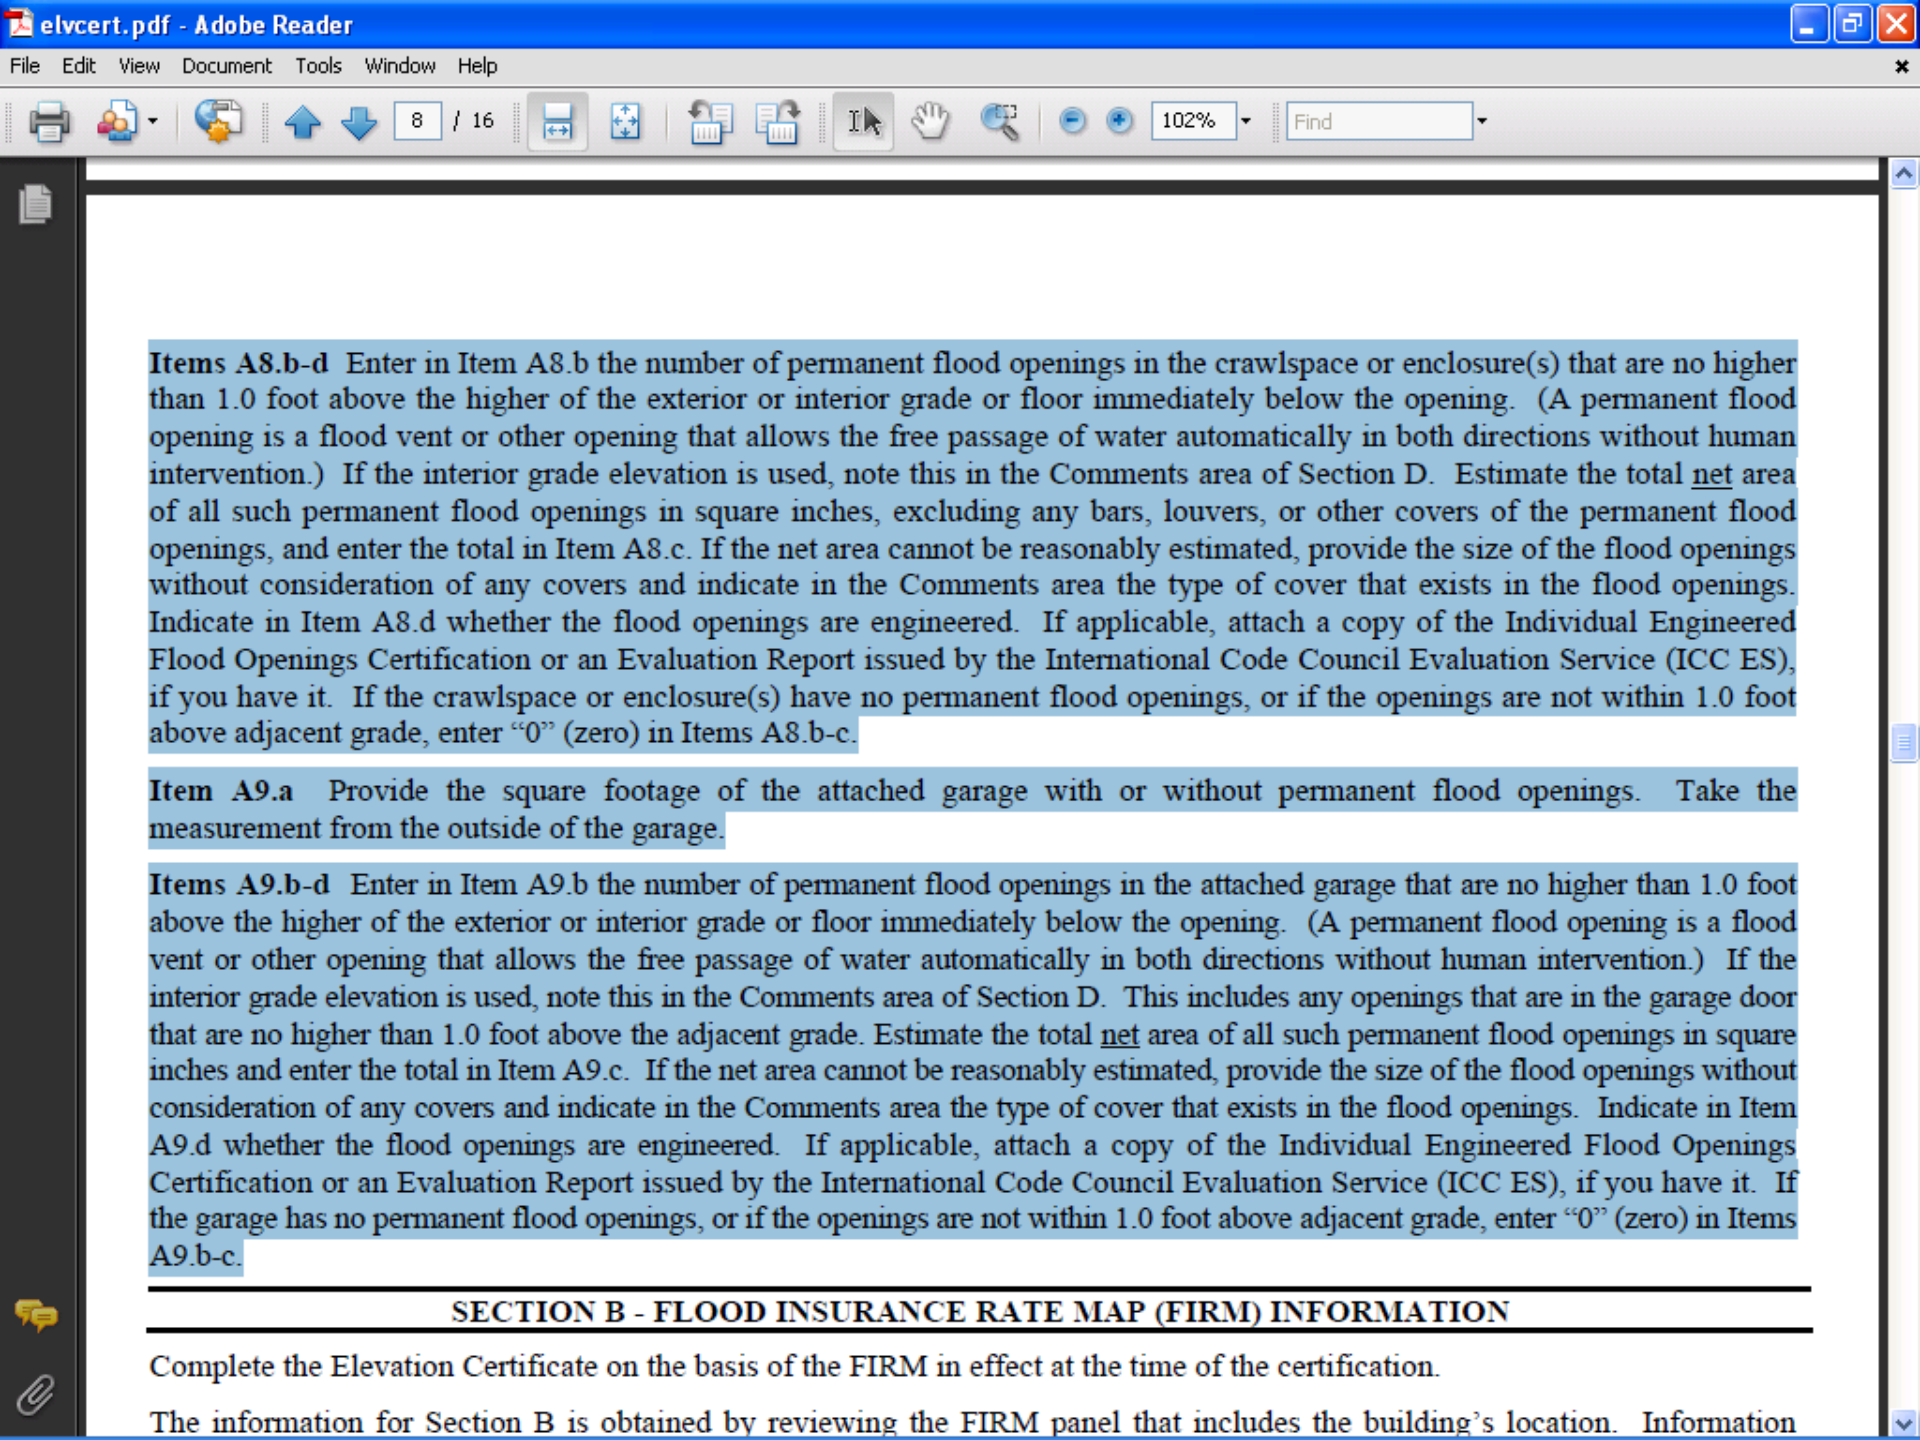 elvcert.pdf - Adobe Reader
File Edit View Document Tools Window Help
8 / 16 102% Find
Items A8.b-d Enter in Item A8.b the number of permanent flood openings in the crawlspace or enclosure(s) that are no higher
than 1.0 foot above the higher of the exterior or interior grade or floor immediately below the opening. (A permanent flood
opening is a flood vent or other opening that allows the free passage of water automatically in both directions without human
intervention.) If the interior grade elevation is used, note this in the Comments area of Section D. Estimate the total net area
of all such permanent flood openings in square inches, excluding any bars, louvers, or other covers of the permanent flood
openings, and enter the total in Item A8.c. If the net area cannot be reasonably estimated, provide the size of the flood openings
without consideration of any covers and indicate in the Comments area the type of cover that exists in the flood openings.
Indicate in Item A8.d whether the flood openings are engineered. If applicable, attach a copy of the Individual Engineered
Flood Openings Certification or an Evaluation Report issued by the International Code Council Evaluation Service (ICC ES),
if you have it. If the crawlspace or enclosure(s) have no permanent flood openings, or if the openings are not within 1.0 foot
above adjacent grade, enter “0” (zero) in Items A8.b-c.
Item A9.a Provide the square footage of the attached garage with or without permanent flood openings. Take the
measurement from the outside of the garage.
Items A9.b-d Enter in Item A9.b the number of permanent flood openings in the attached garage that are no higher than 1.0 foot
above the higher of the exterior or interior grade or floor immediately below the opening. (A permanent flood opening is a flood
vent or other opening that allows the free passage of water automatically in both directions without human intervention.) If the
interior grade elevation is used, note this in the Comments area of Section D. This includes any openings that are in the garage door
that are no higher than 1.0 foot above the adjacent grade. Estimate the total net area of all such permanent flood openings in square
inches and enter the total in Item A9.c. If the net area cannot be reasonably estimated, provide the size of the flood openings without
consideration of any covers and indicate in the Comments area the type of cover that exists in the flood openings. Indicate in Item
A9.d whether the flood openings are engineered. If applicable, attach a copy of the Individual Engineered Flood Openings
Certification or an Evaluation Report issued by the International Code Council Evaluation Service (ICC ES), if you have it. If
the garage has no permanent flood openings, or if the openings are not within 1.0 foot above adjacent grade, enter “0” (zero) in Items
A9.b-c.
SECTION B - FLOOD INSURANCE RATE MAP (FIRM) INFORMATION
Complete the Elevation Certificate on the basis of the FIRM in effect at the time of the certification.
The information for Section B is obtained by reviewing the FIRM panel that includes the building’s location. Information